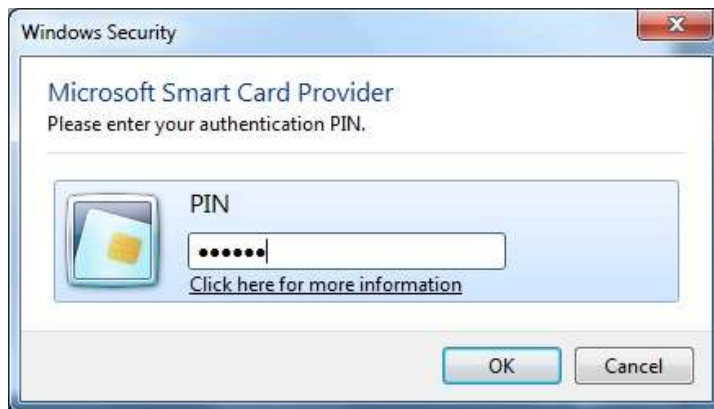 Windows Security
Microsoft Smart Card Provider
Please enter your authentication PIN.
PIN
••••••
Click here for more information
OK
Cancel